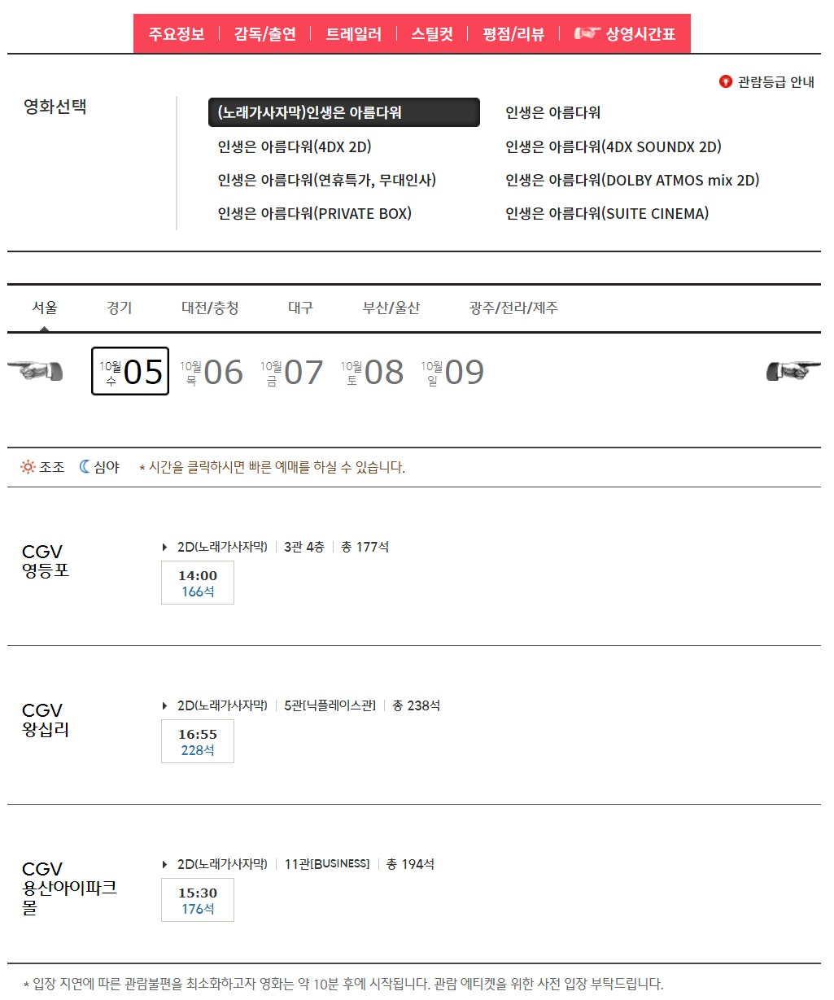 주요정보 감독/출연 트레일러 스틸컷 평점/리뷰 상영시간표
관람등급 안내
영화선택
(노래가사자막)인생은 아름다워 인생은 아름다워
인생은 아름다워(4DX 2D) 인생은 아름다워(4DX SOUNDX 2D)
인생은 아름다워(연휴특가, 무대인사) 인생은 아름다워(DOLBY ATMOS mix 2D)
인생은 아름다워(PRIVATE BOX) 인생은 아름다워(SUITE CINEMA)
서울 경기 대전/충청 대구 부산/울산 광주/전라/제주
10월 수 05 10월 목 06 10월 금 07 10월 토 08 10월 일 09
조조 심야 * 시간을 클릭하시면 빠른 예매를 하실 수 있습니다.
CGV
영등포
2D(노래가사자막) 3관 4층 총 177석
14:00
166석
CGV
왕십리
2D(노래가사자막) 5관[닉플레이스관] 총 238석
16:55
228석
CGV
용산아이파크
몰
2D(노래가사자막) 11관[BUSINESS] 총 194석
15:30
176석
* 입장 지연에 따른 관람불편을 최소화하고자 영화는 약 10분 후에 시작됩니다. 관람 에티켓을 위한 사전 입장 부탁드립니다.